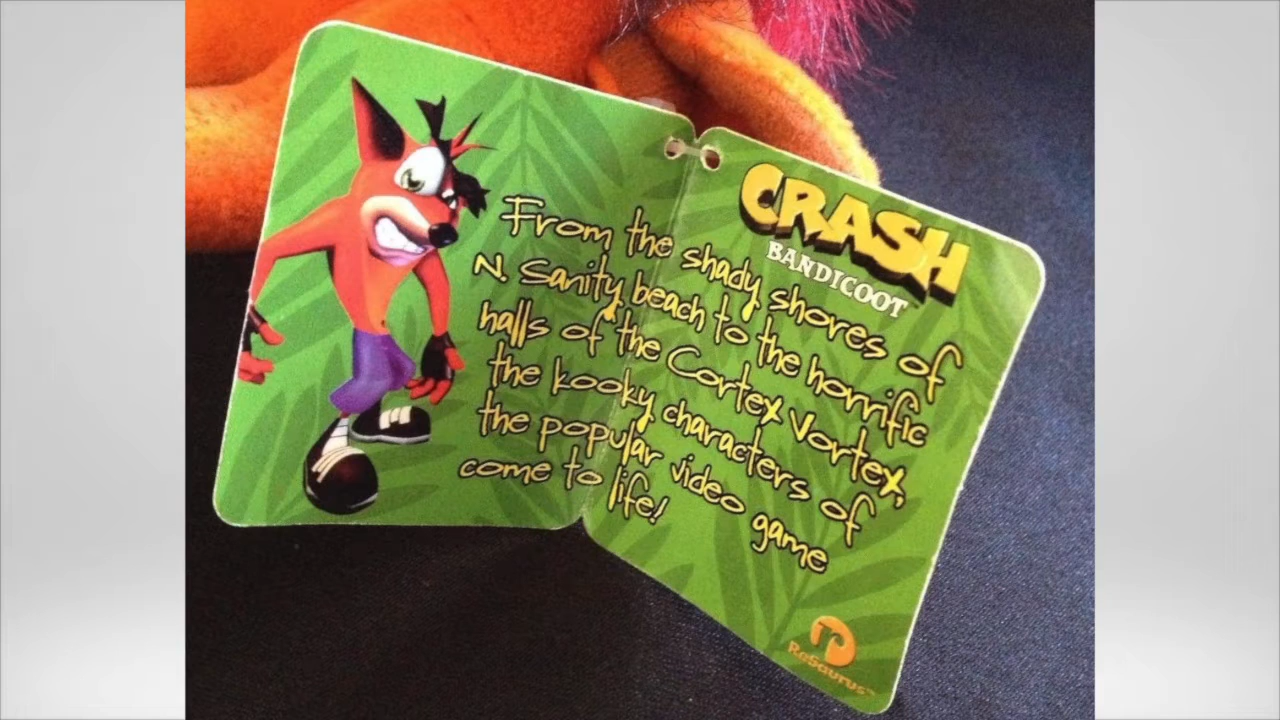 CRASH
BANDICOOT
From the shady shores of
N. Sanity beach to the horrific
halls of the Cortex Vortex,
the kooky characters of
the popular video game
come to life!
ReSaurus™